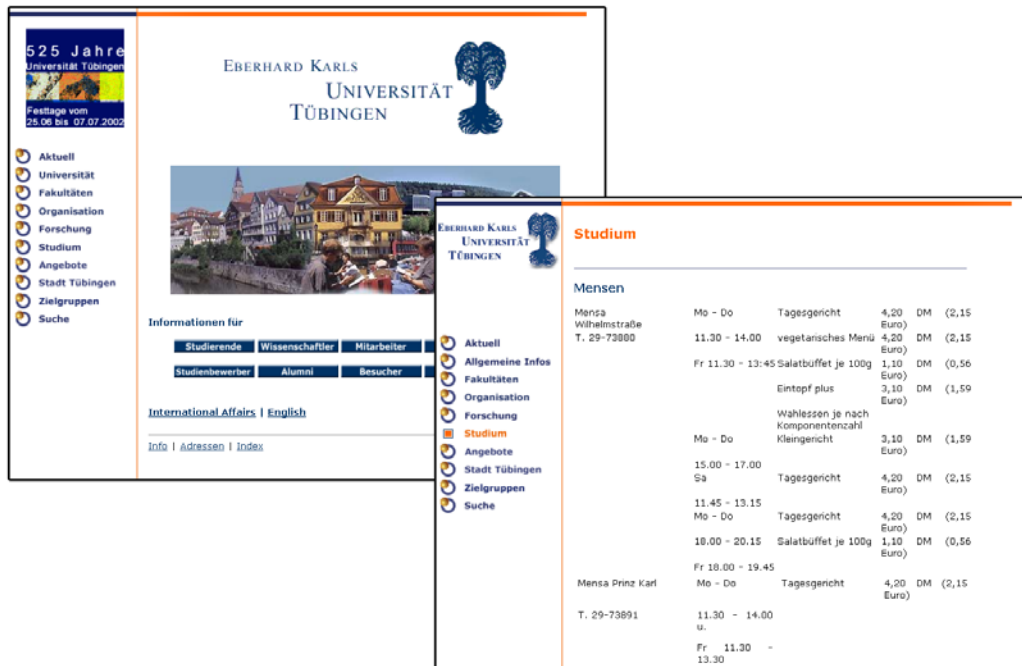 525 Jahre
Universität Tübingen
Festtage vom
25.06 bis 07.07.2002
Aktuell
Universität
Fakultäten
Organisation
Forschung
Studium
Angebote
Stadt Tübingen
Zielgruppen
Suche
EBERHARD KARLS
UNIVERSITÄT
TÜBINGEN
Informationen für
Studierende Wissenschaftler Mitarbeiter
Studienbewerber Alumni Besucher
International Affairs | English
Info | Adressen | Index
EBERHARD KARLS
UNIVERSITÄT
TÜBINGEN
Aktuell
Allgemeine Infos
Fakultäten
Organisation
Forschung
Studium
Angebote
Stadt Tübingen
Zielgruppen
Suche
Studium
Mensen
Mensa Mo - Do Tagesgericht 4,20 DM (2,15
Wilhelmstraße Euro)
T. 29-73800 11.30 - 14.00 vegetarisches Menü 4,20 DM (2,15
Euro)
Fr 11.30 - 13:45 Salatbüffet je 100g 1,10 DM (0,56
Euro)
Eintopf plus 3,10 DM (1,59
Euro)
Wahlessen je nach
Komponentenzahl
Mo - Do Kleingericht 3,10 DM (1,59
Euro)
15.00 - 17.00
Sa Tagesgericht 4,20 DM (2,15
Euro)
11.45 - 13.15
Mo - Do Tagesgericht 4,20 DM (2,15
Euro)
18.00 - 20.15 Salatbüffet je 100g 1,10 DM (0,56
Euro)
Fr 18.00 - 19.45
Mensa Prinz Karl Mo - Do Tagesgericht 4,20 DM (2,15
Euro)
T. 29-73891 11.30 - 14.00
u.
Fr 11.30 -
13.30